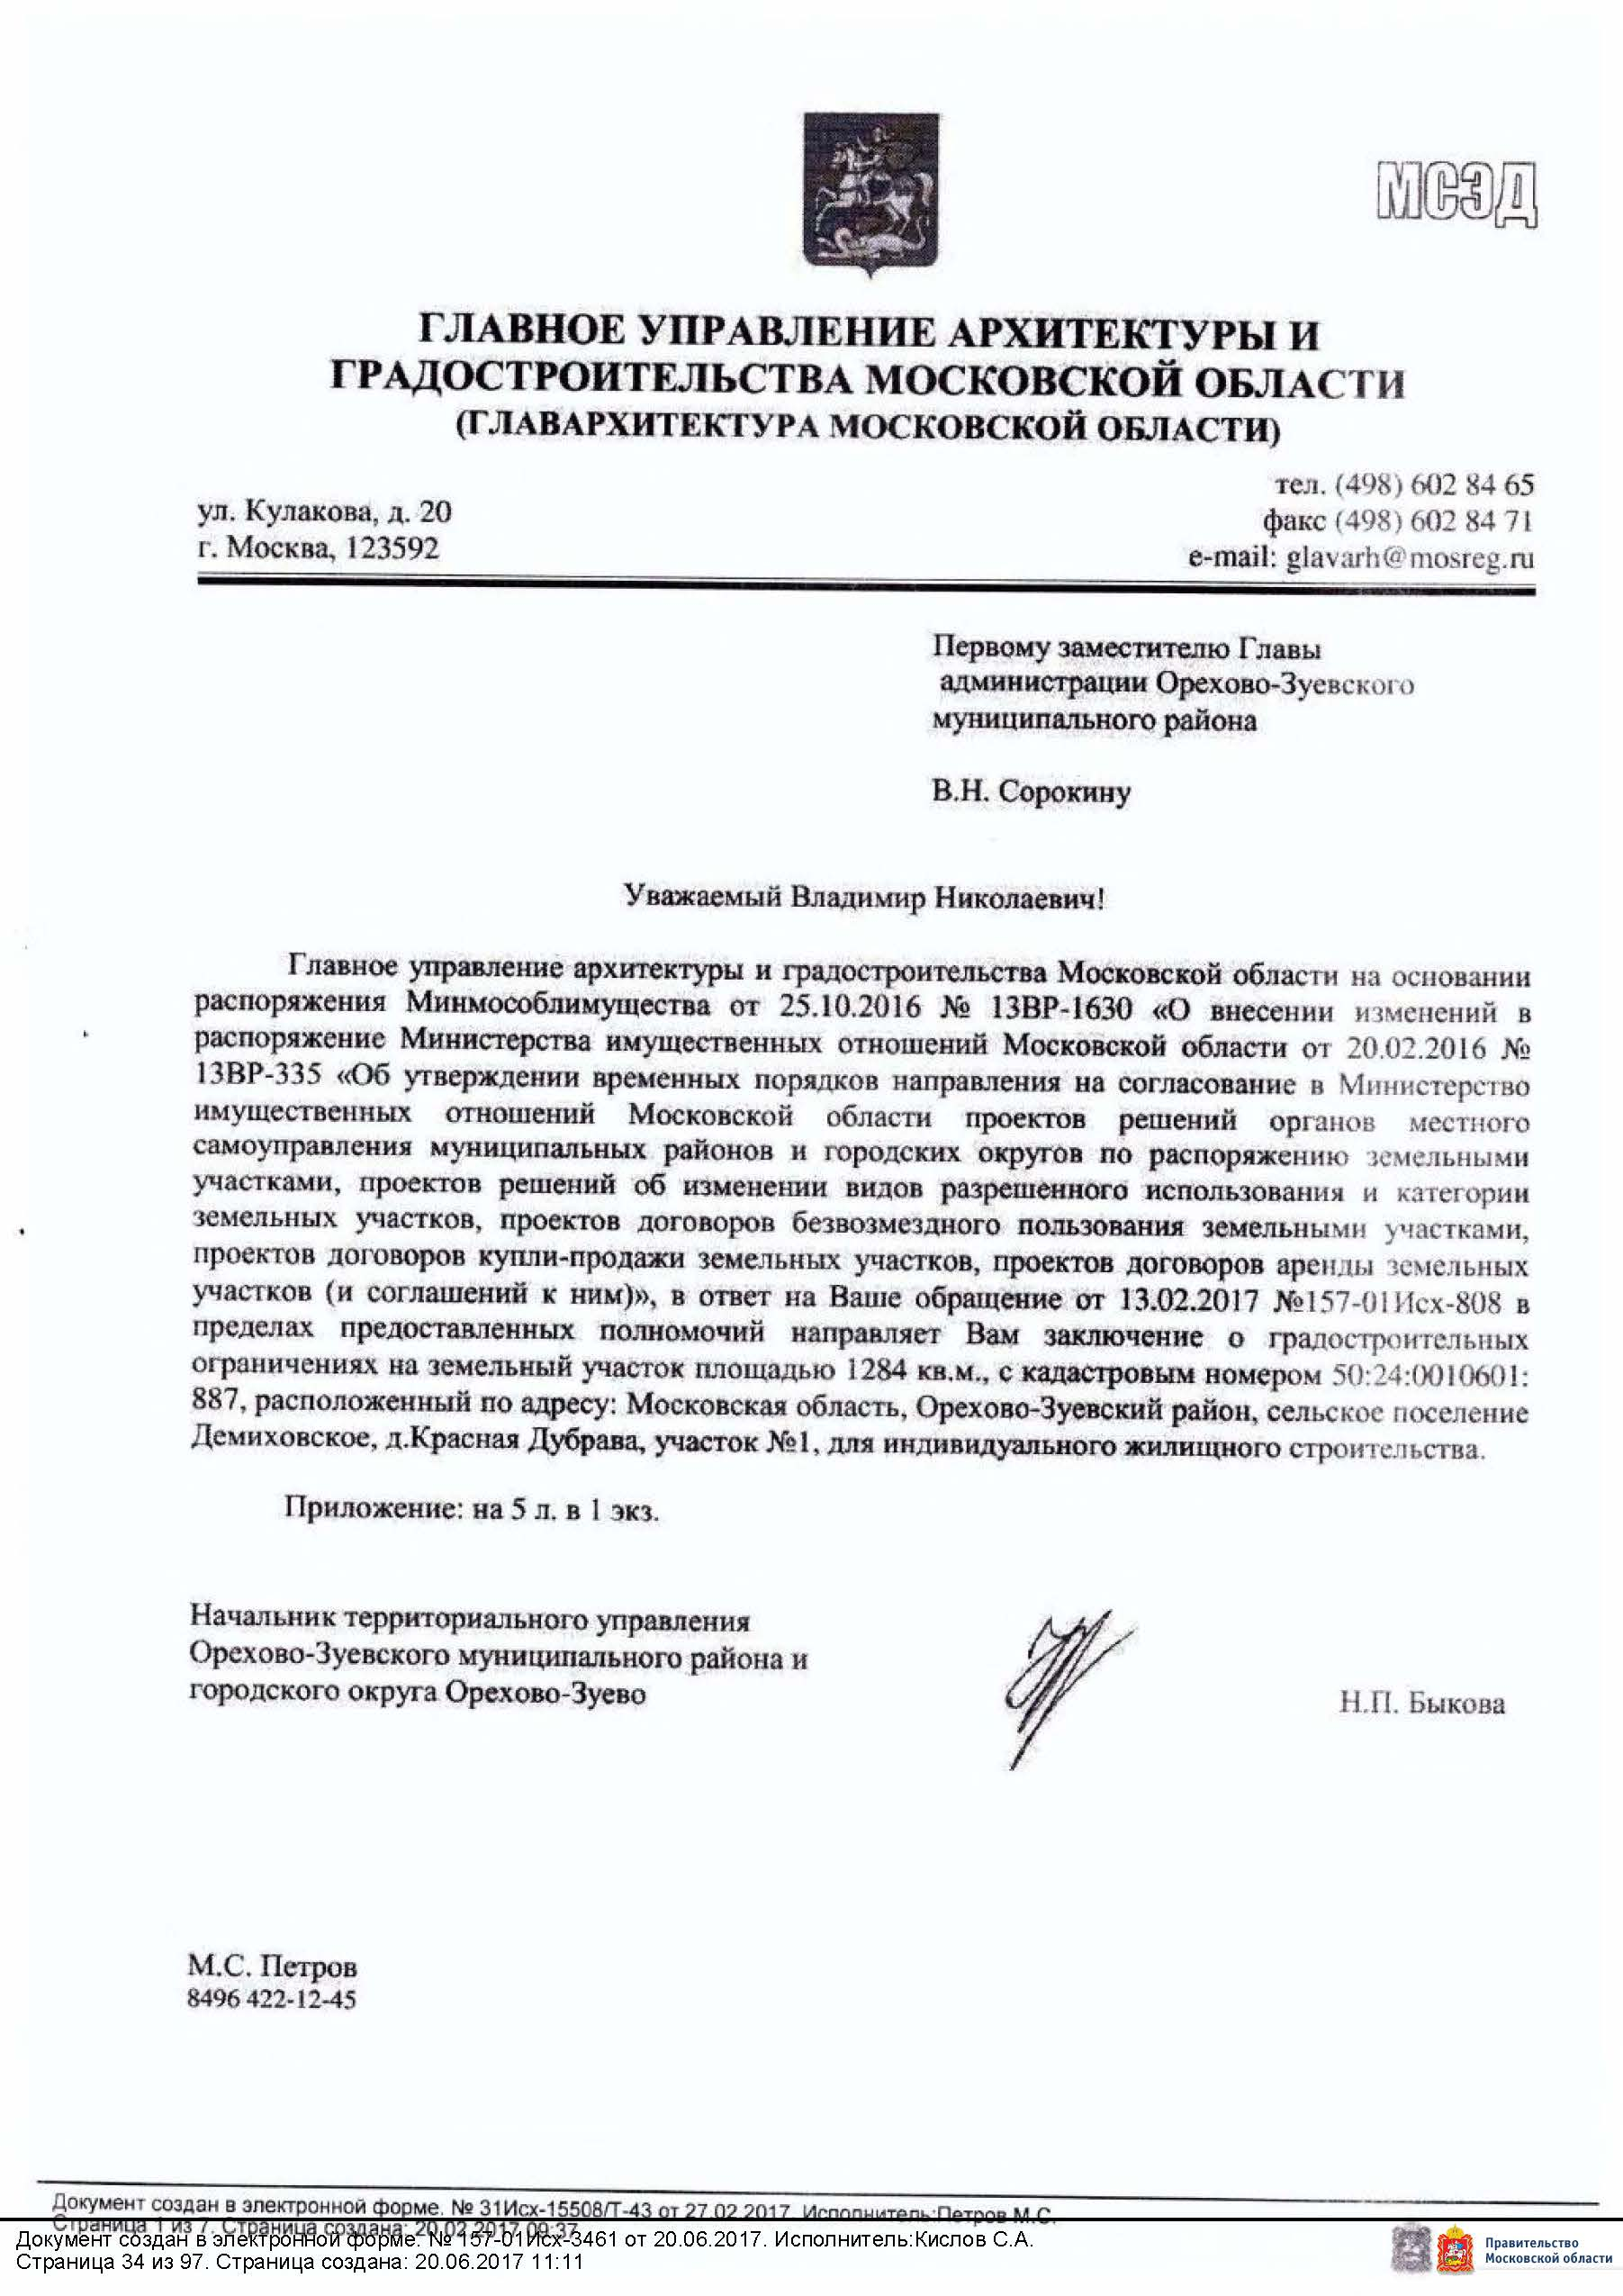 МСЭД
ГЛАВНОЕ УПРАВЛЕНИЕ АРХИТЕКТУРЫ И
ГРАДОСТРОИТЕЛЬСТВА МОСКОВСКОЙ ОБЛАСТИ
(ГЛАВАРХИТЕКТУРА МОСКОВСКОЙ ОБЛАСТИ)
ул. Кулакова, д. 20
г. Москва, 123592
тел. (498) 602 84 65
факс (498) 602 84 71
e-mail: glavarh@mosreg.ru
Первому заместителю Главы
администрации Орехово-Зуевского
муниципального района
В.Н. Сорокину
Уважаемый Владимир Николаевич!
Главное управление архитектуры и градостроительства Московской области на основании
распоряжения Минмособлимущества от 25.10.2016 № 13ВР-1630 «О внесении изменений в
распоряжение Министерства имущественных отношений Московской области от 20.02.2016 №
13ВР-335 «Об утверждении временных порядков направления на согласование в Министерство
имущественных отношений Московской области проектов решений органов местного
самоуправления муниципальных районов и городских округов по распоряжению земельными
участками, проектов решений об изменении видов разрешенного использования и категории
земельных участков, проектов договоров безвозмездного пользования земельными участками,
проектов договоров купли-продажи земельных участков, проектов договоров аренды земельных
участков (и соглашений к ним)», в ответ на Ваше обращение от 13.02.2017 №157-01Исх-808 в
пределах предоставленных полномочий направляет Вам заключение о градостроительных
ограничениях на земельный участок площадью 1284 кв.м., с кадастровым номером 50:24:0010601:
887, расположенный по адресу: Московская область, Орехово-Зуевский район, сельское поселение
Демиховское, д.Красная Дубрава, участок №1, для индивидуального жилищного строительства.
Приложение: на 5 л. в 1 экз.
Начальник территориального управления
Орехово-Зуевского муниципального района и
городского округа Орехово-Зуево
Н.П. Быкова
М.С. Петров
8496 422-12-45
Документ создан в электронной форме. № 31Исх-15508/Т-43 от 27.02.2017. Исполнитель:Петров М.С.
Страница 1 из 7. Страница создана: 20.02.2017 09:37
Документ создан в электронной форме. № 157-01Исх-3461 от 20.06.2017. Исполнитель:Кислов С.А.
Страница 34 из 97. Страница создана: 20.06.2017 11:11
Правительство
Московской области